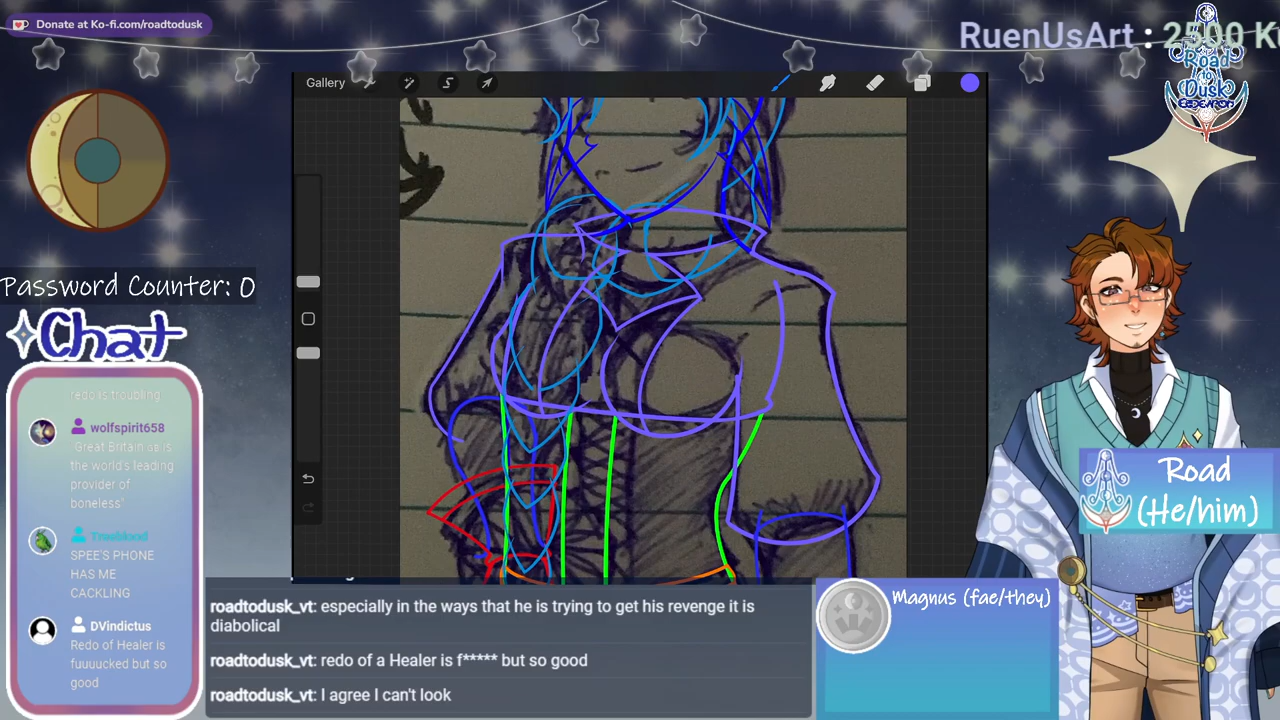 Donate at Ko-fi.com/roadtodusk
RuenUsArt : 2500
Road
to
Dusk
Gallery
Password Counter: 0
Chat
redo is troubling.
wolfspirit658
"Great Britain is
the world's leading
provider of
boneless"
SPEE'S PHONE
HAS ME
CACKLING
DVindictus
Redo of Healer is
fuuuucked but so
good
roadtodusk_vt: especially in the ways that he is trying to get his revenge it is
diabolical
roadtodusk_vt: redo of a Healer is f***** but so good
roadtodusk_vt: I agree I can't look
Magnus (fae/they)
Road
(He/him)